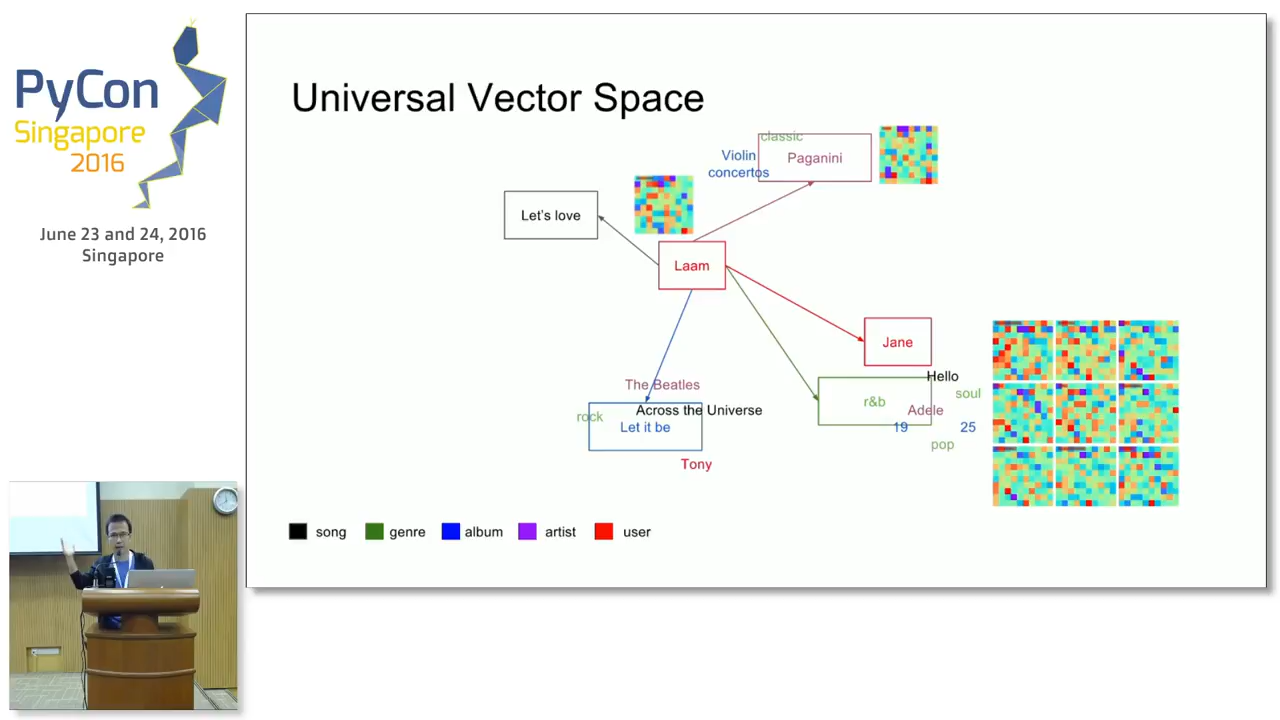 PyCon
Singapore
2016
June 23 and 24, 2016
Singapore
Universal Vector Space
classic
Violin
concertos
Paganini
Let's love
Laam
Jane
The Beatles
rock
Across the Universe
Let it be
Tony
r&b
Hello
soul
Adele
19
25
pop
song
genre
album
artist
user